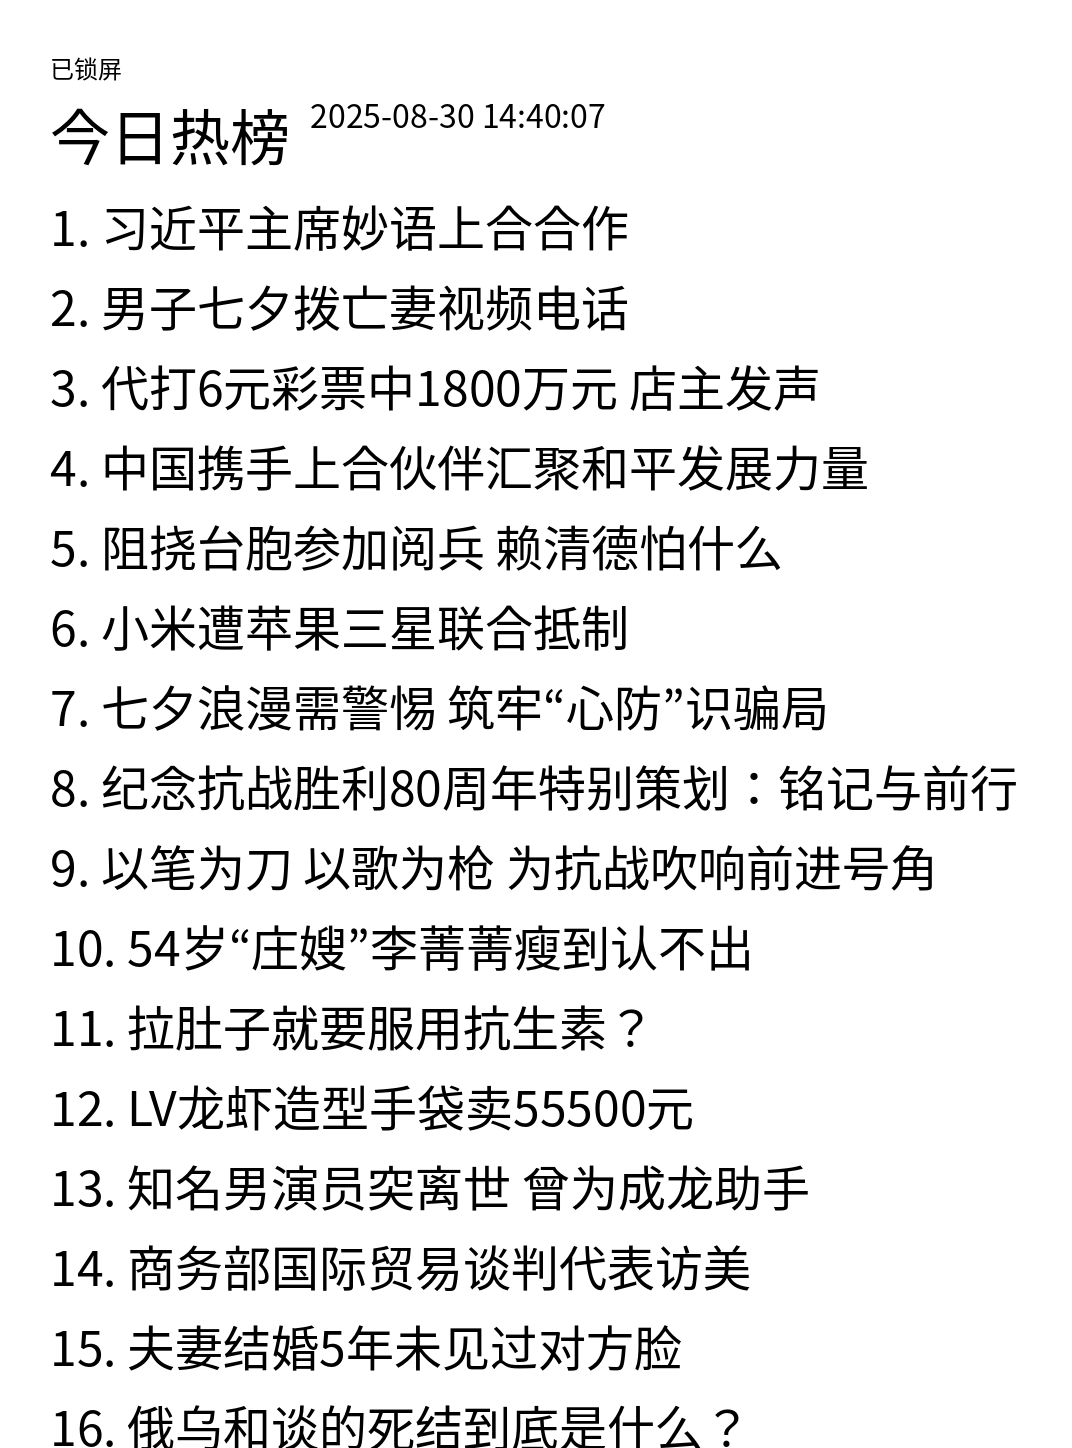 已锁屏
今日热榜 2025-08-30 14:40:07
1. 习近平主席妙语上合合作
2. 男子七夕拨亡妻视频电话
3. 代打6元彩票中1800万元 店主发声
4. 中国携手上合伙伴汇聚和平发展力量
5. 阻挠台胞参加阅兵 赖清德怕什么
6. 小米遭苹果三星联合抵制
7. 七夕浪漫需警惕 筑牢“心防”识骗局
8. 纪念抗战胜利80周年特别策划：铭记与前行
9. 以笔为刀 以歌为枪 为抗战吹响前进号角
10. 54岁“庄嫂”李菁菁瘦到认不出
11. 拉肚子就要服用抗生素？
12. LV龙虾造型手袋卖55500元
13. 知名男演员突离世 曾为成龙助手
14. 商务部国际贸易谈判代表访美
15. 夫妻结婚5年未见过对方脸
16. 俄乌和谈的死结到底是什么？